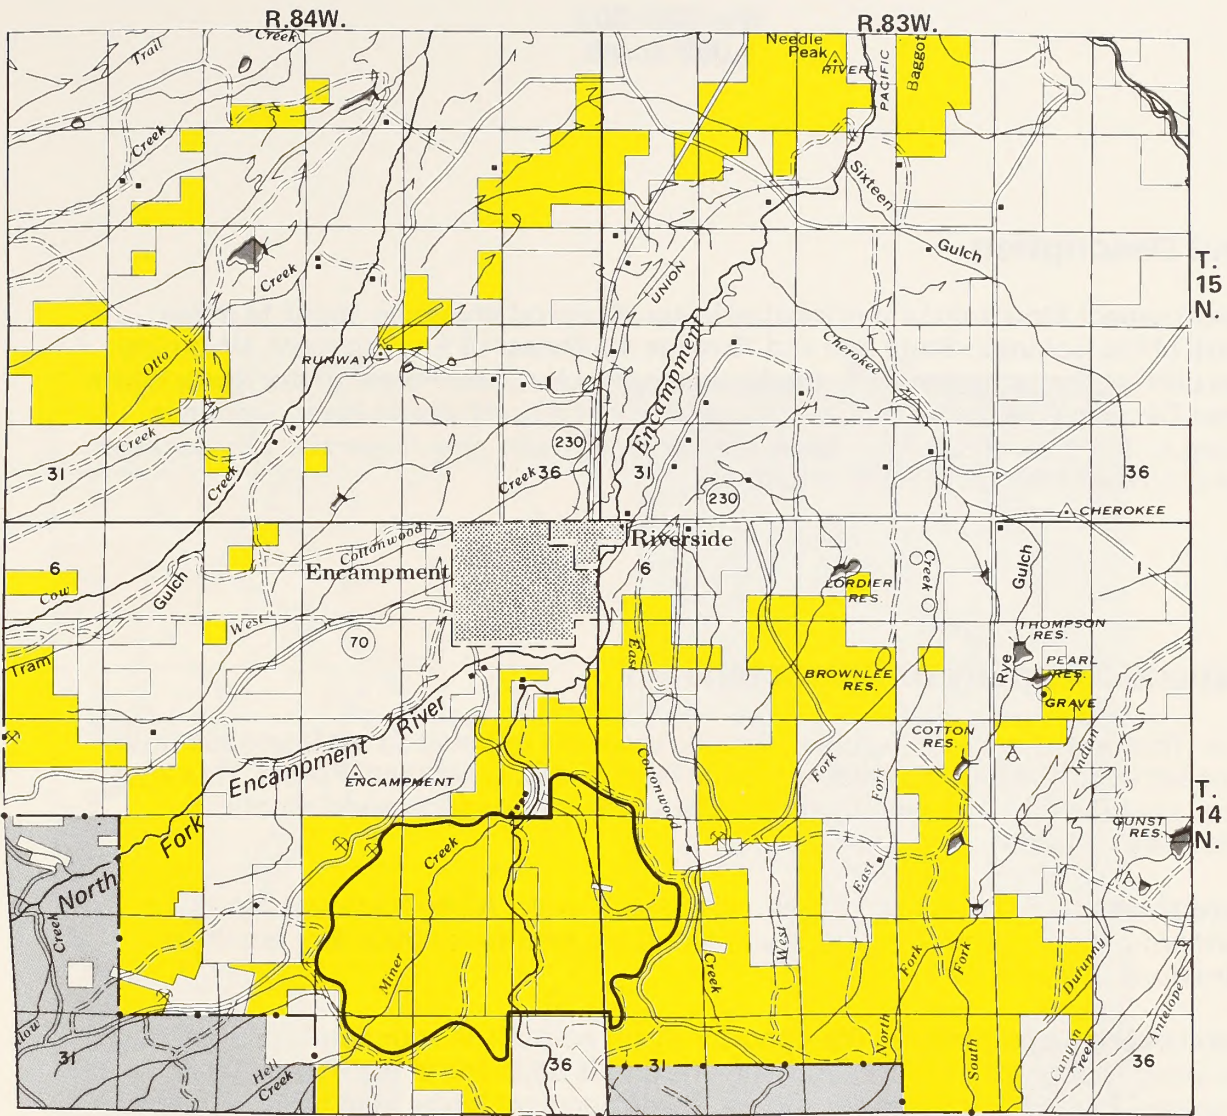 R.84W.
R.83W.
Trail
Creek
Needle
Peak
RIVER
PACIFIC
Baggot
Creek
Sixteen
Gulch
T.
15
N.
Creek
UNION
Encampment
Otto
RUNWAY
Cherokee
Creek
230
31
Creek
Creek
36
31
230
36
CHEROKEE
Cottonwood
Riverside
Encampment
6
6
1
Cow
Gulch
LORDIER
RES.
Creek
Gulch
West
70
East
THOMPSON
RES.
Tram
BROWNLEE
RES.
Rye
PEARL
RES.
GRAVE
River
COTTON
RES.
Indian
Encampment
ENCAMPMENT
Cottonwood
Fork
Fork
T.
14
N.
GUNST
RES.
Fork
Creek
North
East
Creek
Miner
Creek
West
Fork
Fork
Dutunny
Antelope
31
Hell
Creek
36
31
North
South
Canyon
Creek
36